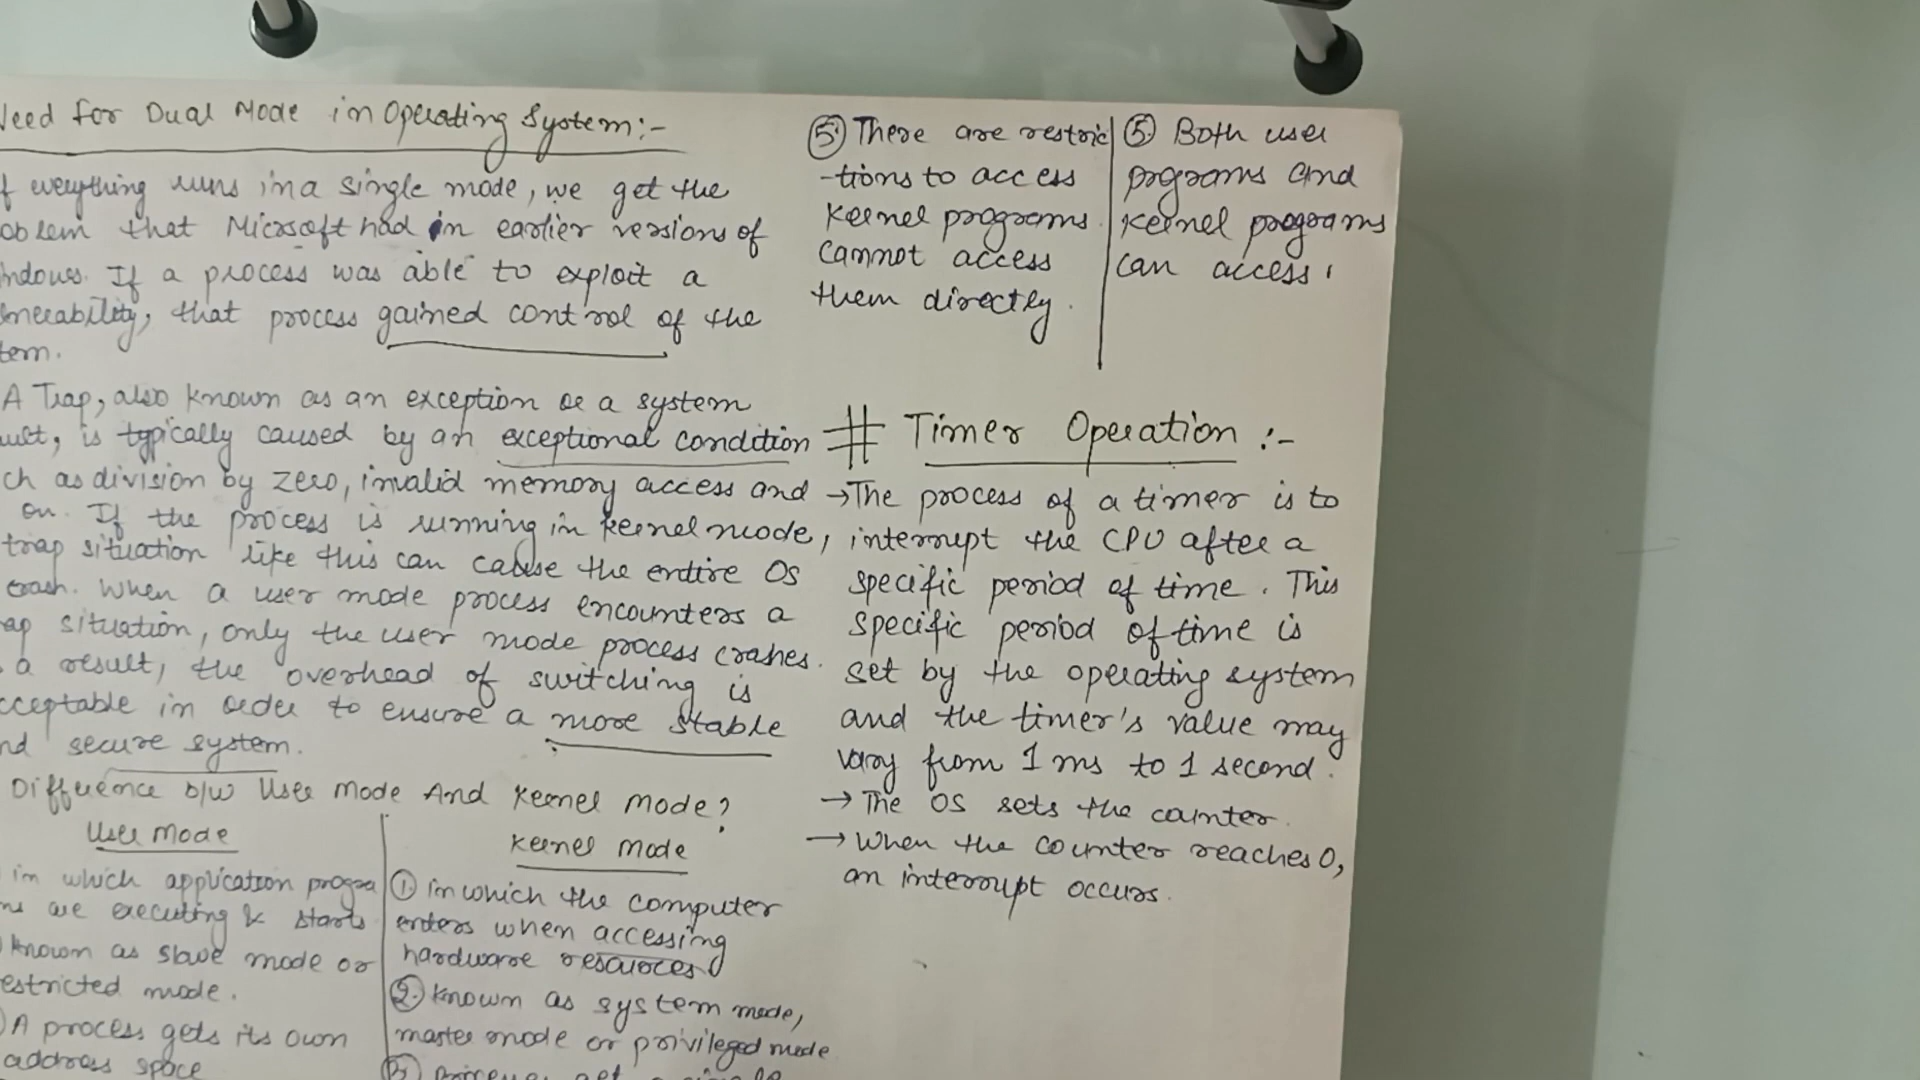 Need for Dual Mode in Operating System:-
f everything runs in a single mode, we get the
oblem that Microsoft had in earlier versions of
indows. If a process was able to exploit a
lnerability, that process gained control of the
tem.
A Trap, also known as an exception or a system
ult, is typically caused by an exceptional condition
ch as division by zero, invalid memory access and
on. If the process is running in kernel mode,
trap situation like this can cause the entire OS
crash. When a user mode process encounters a
ap situation, only the user mode process crashes.
a result, the overhead of switching is
cceptable in order to ensure a more stable
nd secure system.
Difference b/w User mode And Kernel mode?
User mode
in which application progra
ms are executing & starts
known as slave mode or
estricted mode.
A process gets its own
address space
Kernel mode
① in which the computer
enters when accessing
hardware resources
②. Known as system mode,
master mode or privileged mode
③
⑤ There are restric
-tions to access
Kernel programs.
Cannot access
them directly.
⑤ Both user
programs and
kernel programs
can access.
# Timer Operation :-
→The process of a timer is to
interrupt the CPU after a
specific period of time. This
specific period of time is
set by the operating system
and the timer's value may
vary from 1 ms to 1 second.
→ The OS sets the counter.
→ When the counter reaches 0,
an interrupt occurs.